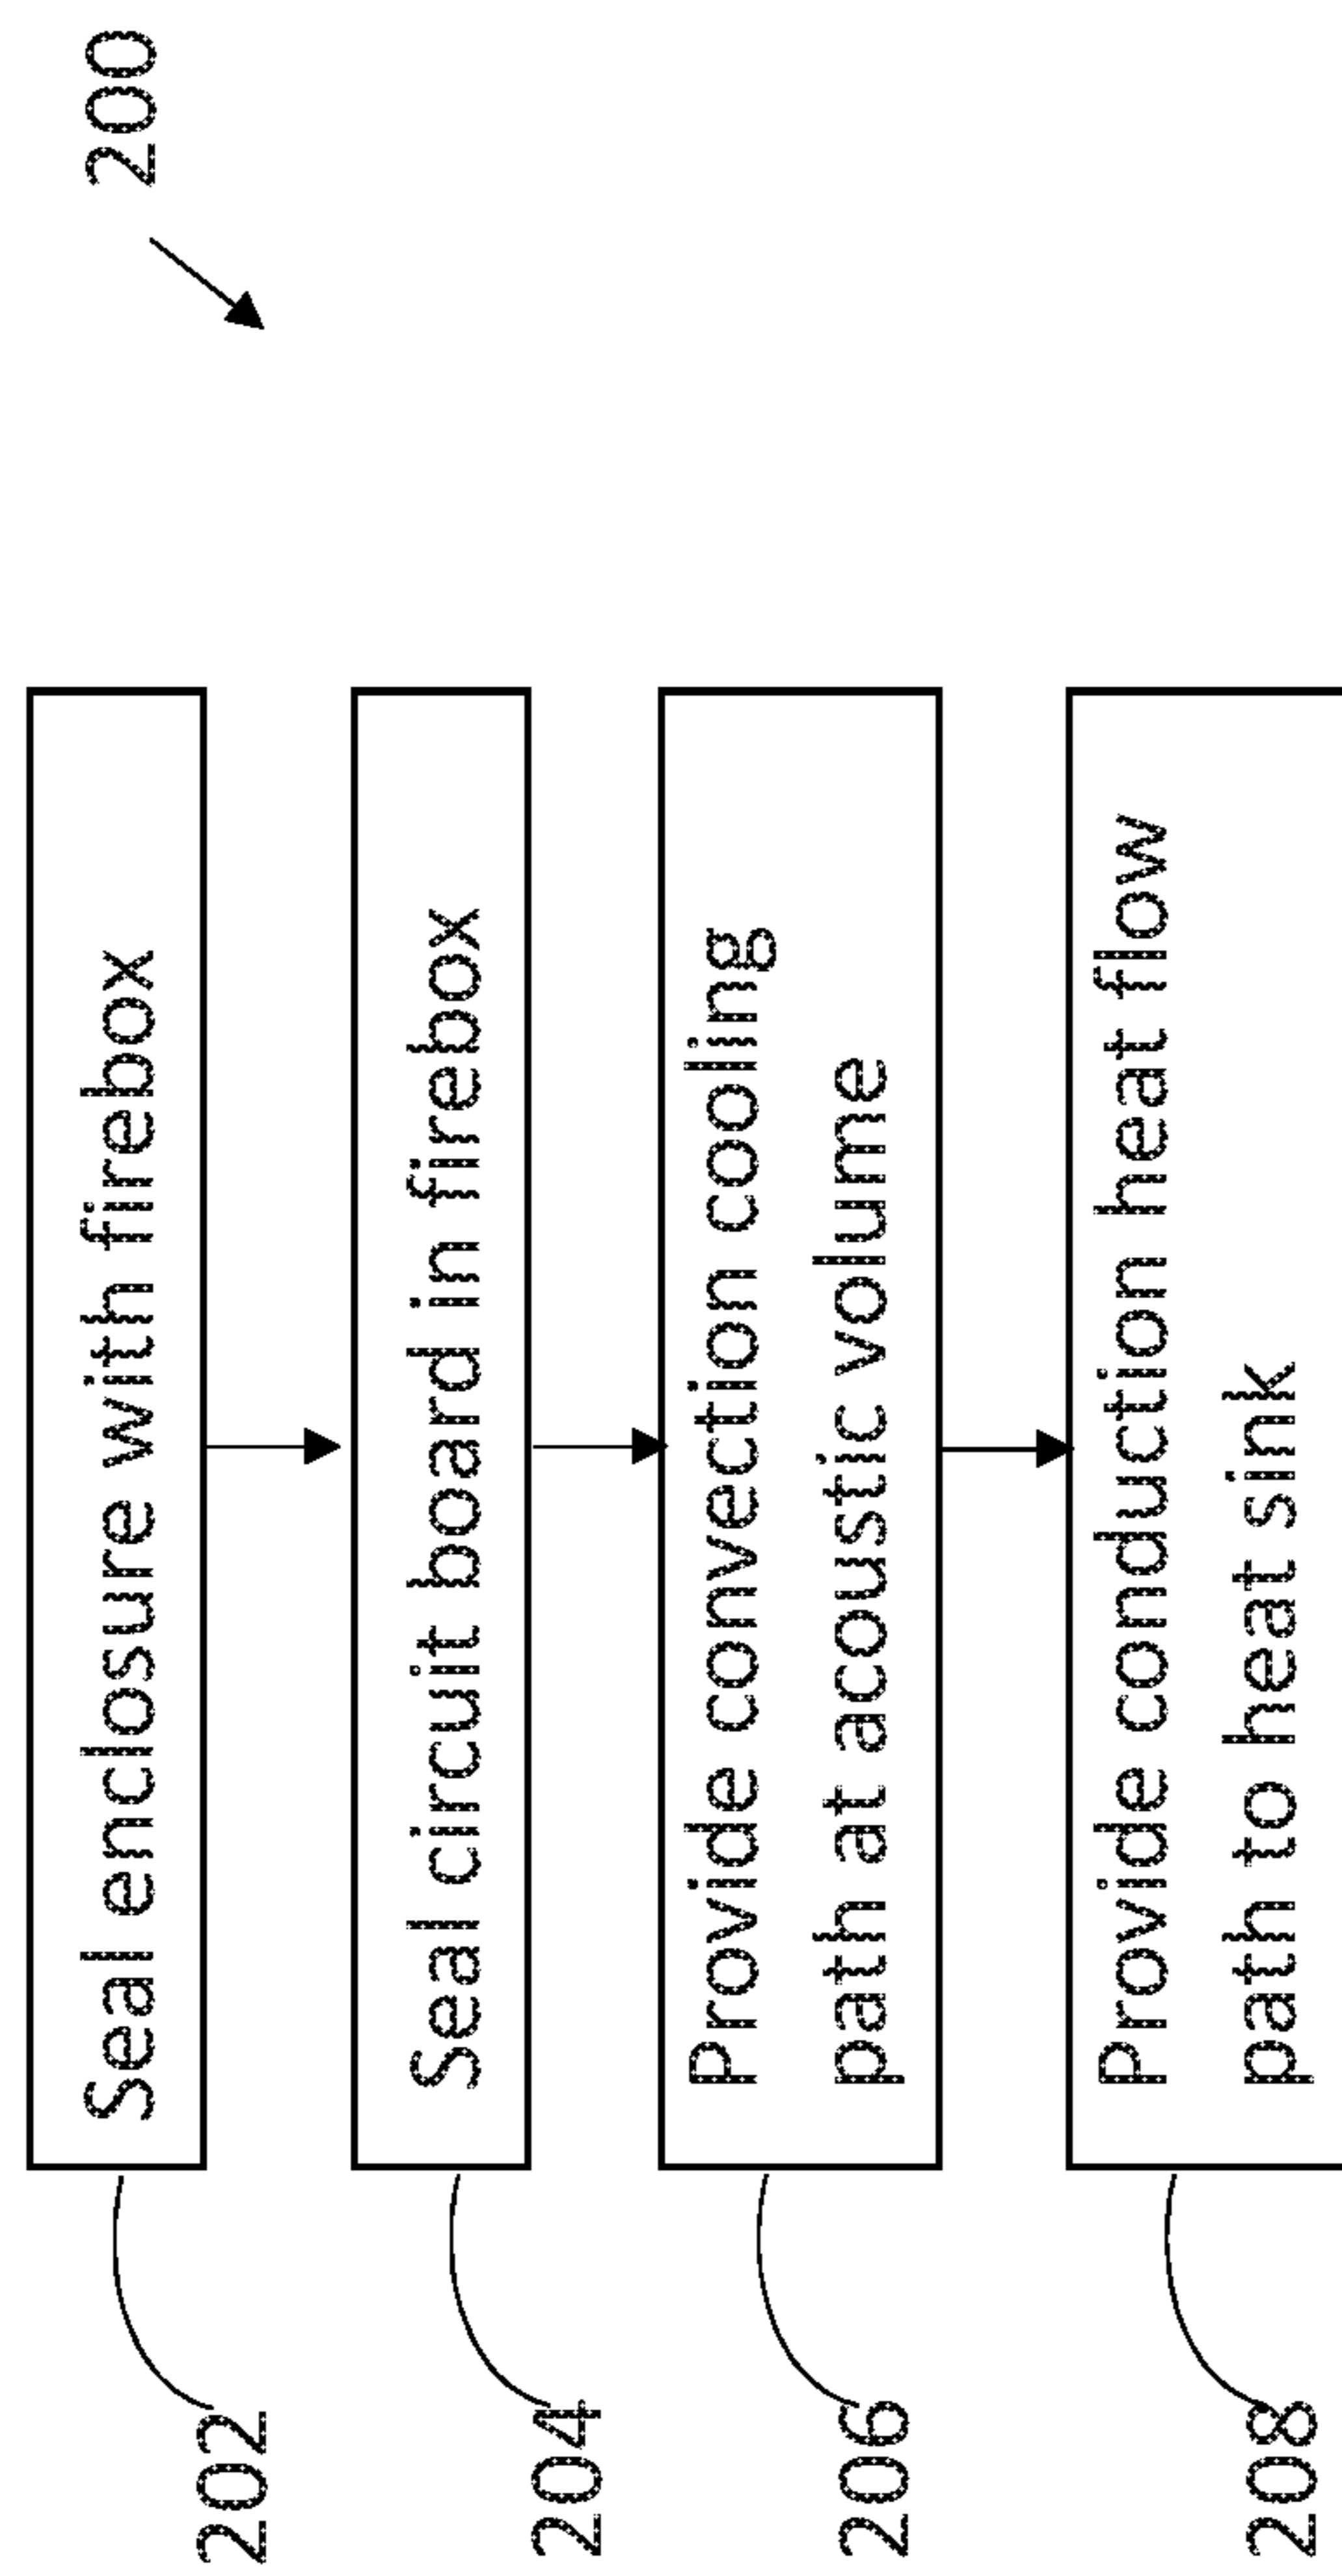 200
202
Seal enclosure with firebox
204
Seal circuit board in firebox
206
Provide convection cooling
path at acoustic volume
208
Provide conduction heat flow
path to heat sink